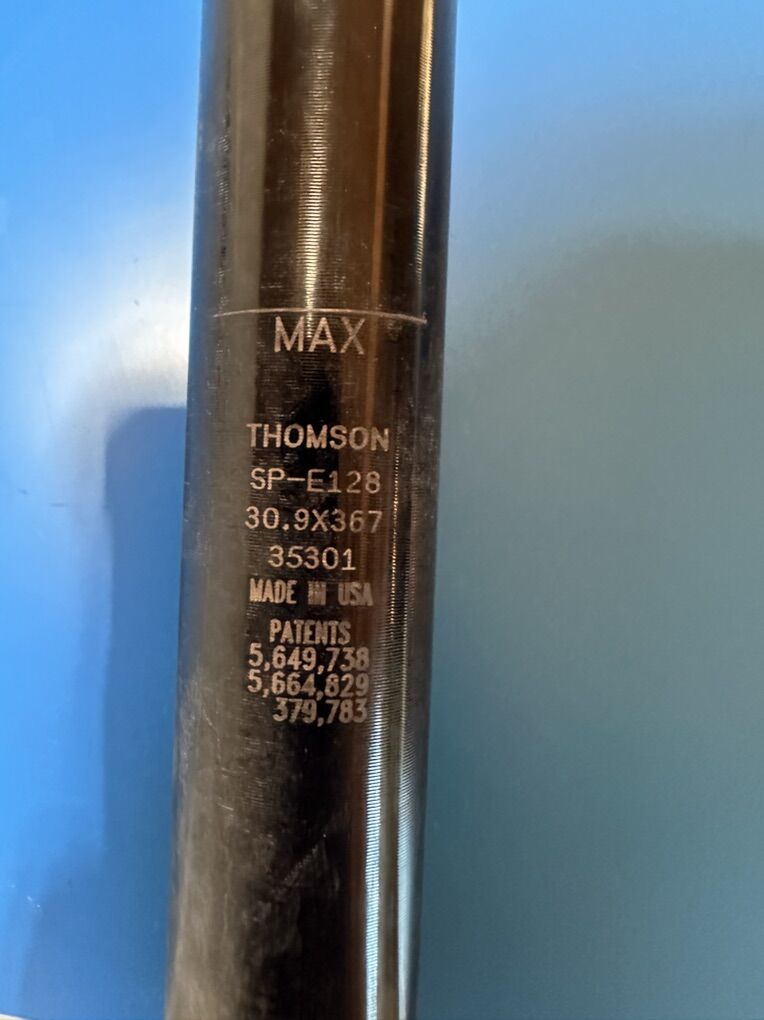 MAX
THOMSON
SP-E128
30.9X367
35301
MADE IN USA
PATENTS
5,649,738
5,664,829
379,783